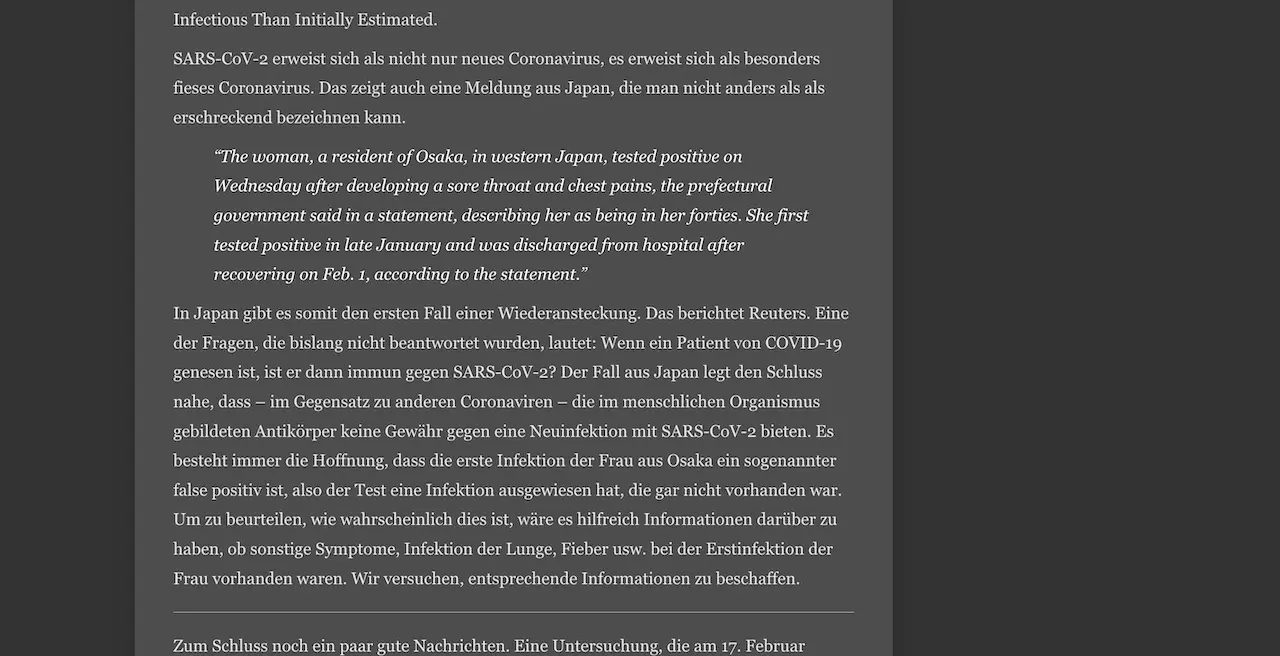 Infectious Than Initially Estimated.
SARS-CoV-2 erweist sich als nicht nur neues Coronavirus, es erweist sich als besonders
fieses Coronavirus. Das zeigt auch eine Meldung aus Japan, die man nicht anders als als
erschreckend bezeichnen kann.
“The woman, a resident of Osaka, in western Japan, tested positive on
Wednesday after developing a sore throat and chest pains, the prefectural
government said in a statement, describing her as being in her forties. She first
tested positive in late January and was discharged from hospital after
recovering on Feb. 1, according to the statement.”
In Japan gibt es somit den ersten Fall einer Wiederansteckung. Das berichtet Reuters. Eine
der Fragen, die bislang nicht beantwortet wurden, lautet: Wenn ein Patient von COVID-19
genesen ist, ist er dann immun gegen SARS-CoV-2? Der Fall aus Japan legt den Schluss
nahe, dass – im Gegensatz zu anderen Coronaviren – die im menschlichen Organismus
gebildeten Antikörper keine Gewähr gegen eine Neuinfektion mit SARS-CoV-2 bieten. Es
besteht immer die Hoffnung, dass die erste Infektion der Frau aus Osaka ein sogenannter
false positiv ist, also der Test eine Infektion ausgewiesen hat, die gar nicht vorhanden war.
Um zu beurteilen, wie wahrscheinlich dies ist, wäre es hilfreich Informationen darüber zu
haben, ob sonstige Symptome, Infektion der Lunge, Fieber usw. bei der Erstinfektion der
Frau vorhanden waren. Wir versuchen, entsprechende Informationen zu beschaffen.
Zum Schluss noch ein paar gute Nachrichten. Eine Untersuchung, die am 17. Februar